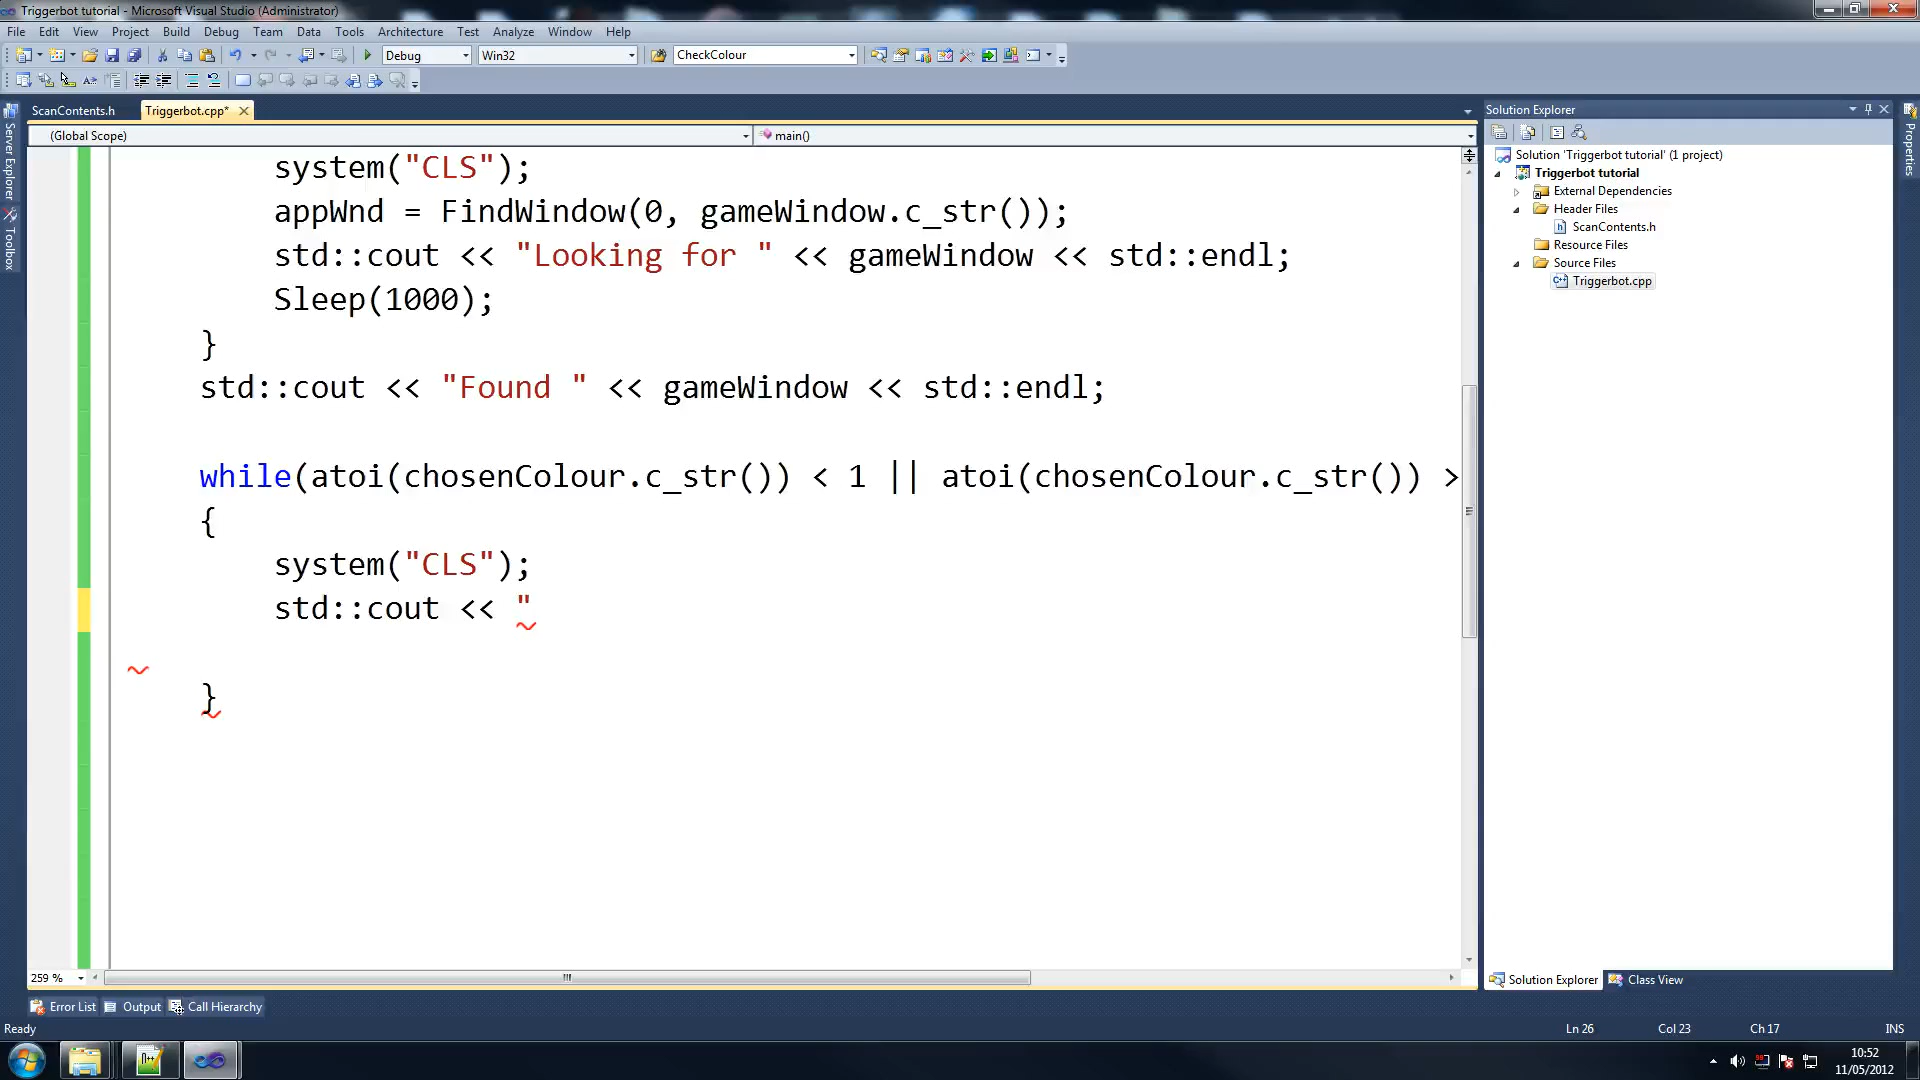 Triggerbot tutorial - Microsoft Visual Studio (Administrator)
File Edit View Project Build Debug Team Data Tools Architecture Test Analyze Window Help
Debug Win32 CheckColour
ScanContents.h Triggerbot.cpp*
(Global Scope) main()
system("CLS");
appWnd = FindWindow(0, gameWindow.c_str());
std::cout << "Looking for " << gameWindow << std::endl;
Sleep(1000);
}
std::cout << "Found " << gameWindow << std::endl;
while(atoi(chosenColour.c_str()) < 1 || atoi(chosenColour.c_str()) >
{
system("CLS");
std::cout << "
}
259 %
Server Explorer
Toolbox
Solution Explorer
Solution 'Triggerbot tutorial' (1 project)
Triggerbot tutorial
External Dependencies
Header Files
ScanContents.h
Resource Files
Source Files
Triggerbot.cpp
Properties
Solution Explorer Class View
Error List Output Call Hierarchy
Ready Ln 26 Col 23 Ch 17 INS
10:52
11/05/2012